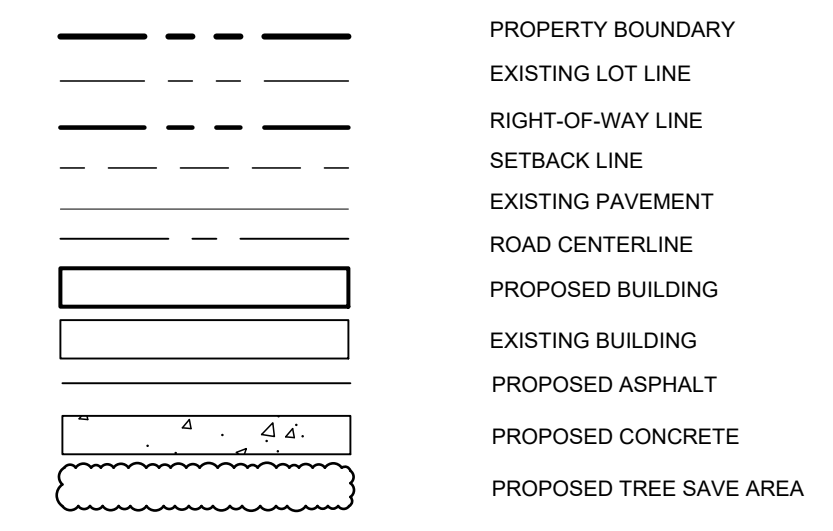 PROPERTY BOUNDARY
EXISTING LOT LINE
RIGHT-OF-WAY LINE
SETBACK LINE
EXISTING PAVEMENT
ROAD CENTERLINE
PROPOSED BUILDING
EXISTING BUILDING
PROPOSED ASPHALT
PROPOSED CONCRETE
PROPOSED TREE SAVE AREA